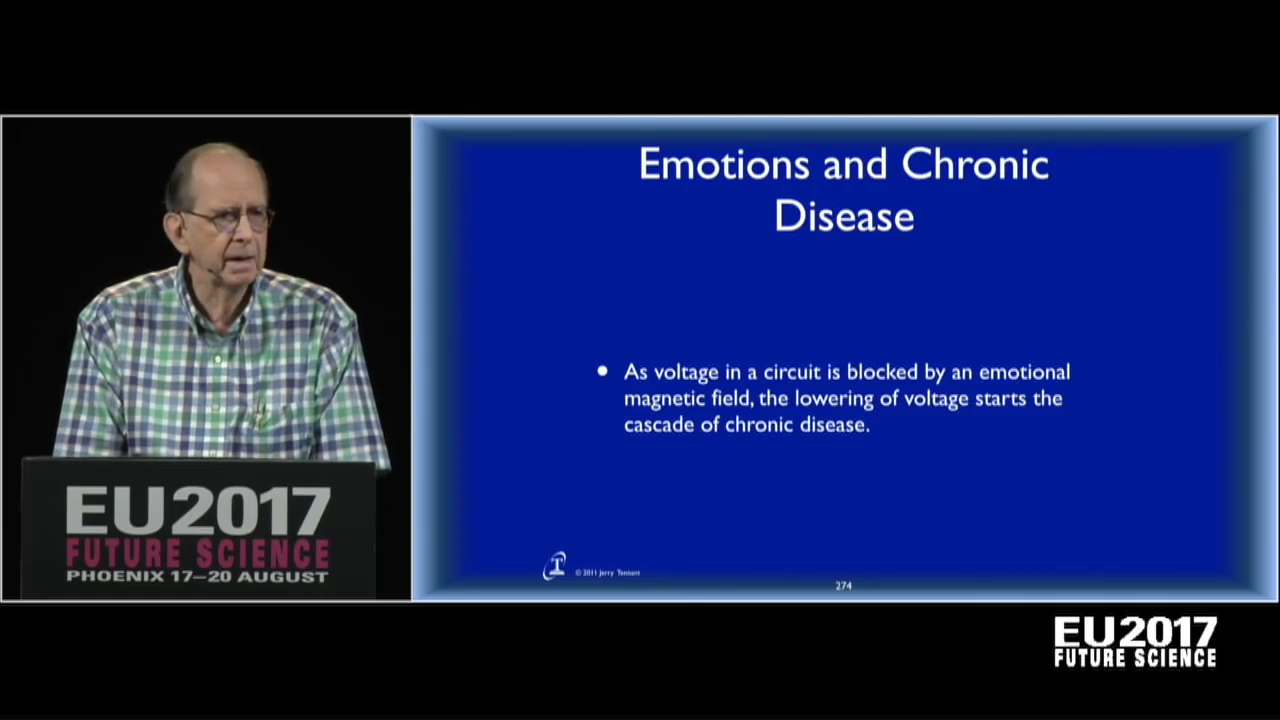 Emotions and Chronic
Disease
• As voltage in a circuit is blocked by an emotional
magnetic field, the lowering of voltage starts the
cascade of chronic disease.
T © 2011 Jerry Tennant
274
EU2017
FUTURE SCIENCE
PHOENIX 17–20 AUGUST
EU2017
FUTURE SCIENCE